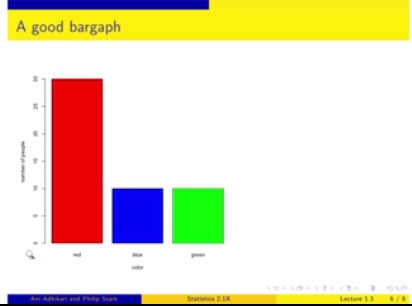 A good bargaph
30
25
20
15
10
5
0
number of people
red blue green
color
Ani Adhikari and Philip Stark Statistics 2.1X Lecture 1.3 6 / 8